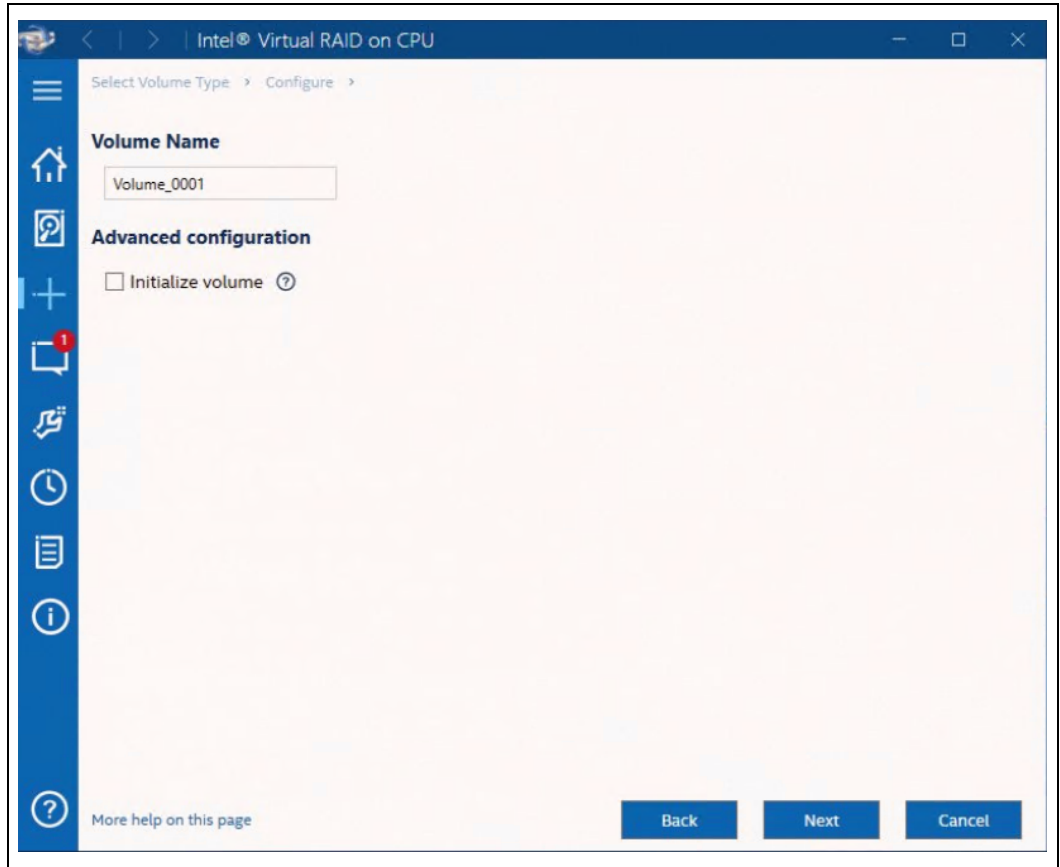 Intel® Virtual RAID on CPU
Select Volume Type > Configure >
Volume Name
Volume_0001
Advanced configuration
Initialize volume ?
1
More help on this page
Back Next Cancel